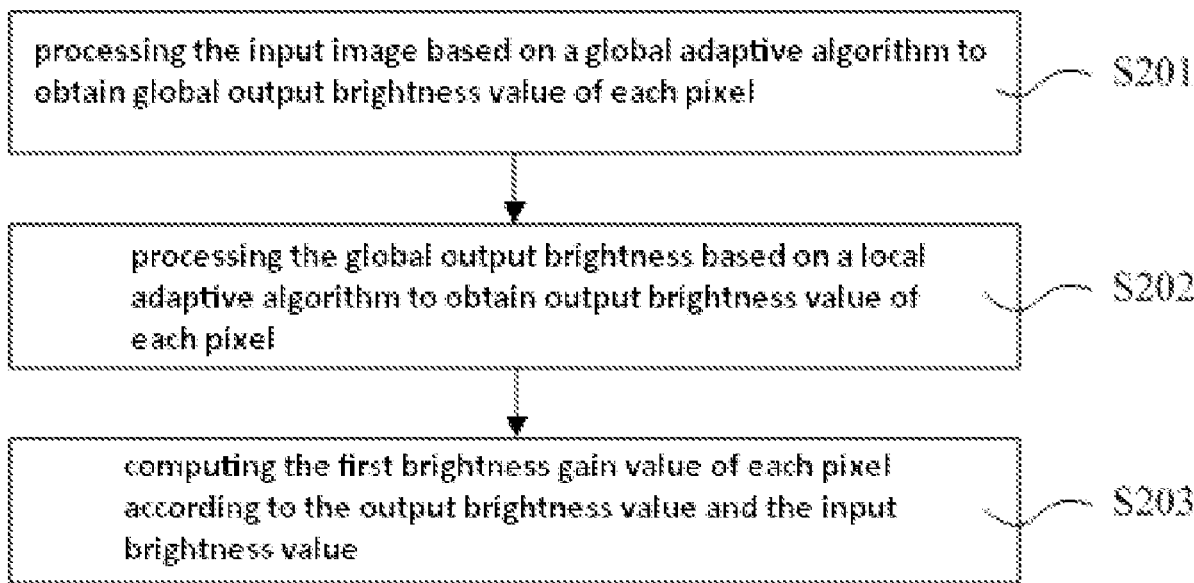 processing the input image based on a global adaptive algorithm to
obtain global output brightness value of each pixel
S201
processing the global output brightness based on a local
adaptive algorithm to obtain output brightness value of
each pixel
S202
computing the first brightness gain value of each pixel
according to the output brightness value and the input
brightness value
S203